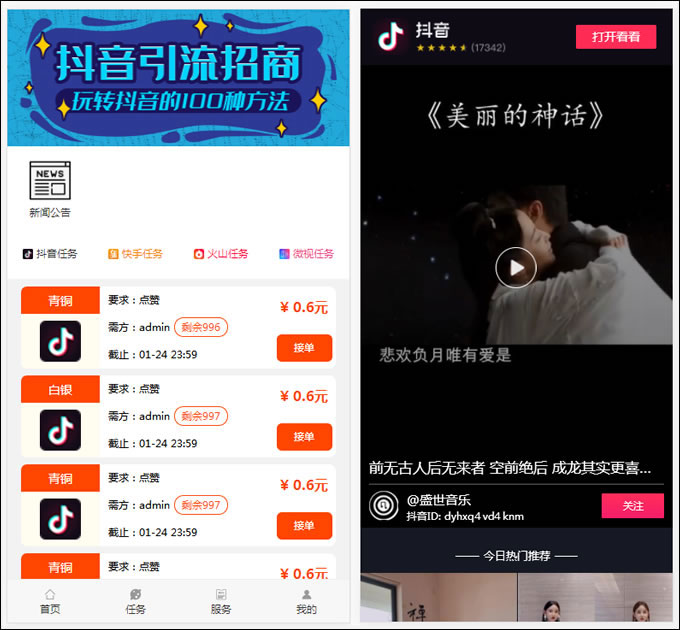 抖音引流招商
玩转抖音的100种方法
NEWS
新闻公告
抖音任务
快手任务
火山任务
微视任务
青铜
要求：点赞
¥ 0.6元
需方：admin 剩余996
截止：01-24 23:59
接单
白银
要求：点赞
¥ 0.6元
需方：admin 剩余997
截止：01-24 23:59
接单
青铜
要求：点赞
¥ 0.6元
需方：admin 剩余997
截止：01-24 23:59
接单
青铜
要求：点赞
¥ 0.6元
首页
任务
服务
我的
抖音
(17342)
打开看看
《美丽的神话》
悲欢负月唯有爱是
前无古人后无来者 空前绝后 成龙其实更喜...
@盛世音乐
抖音ID: dyhxq4vd4knm
关注
今日热门推荐
禅